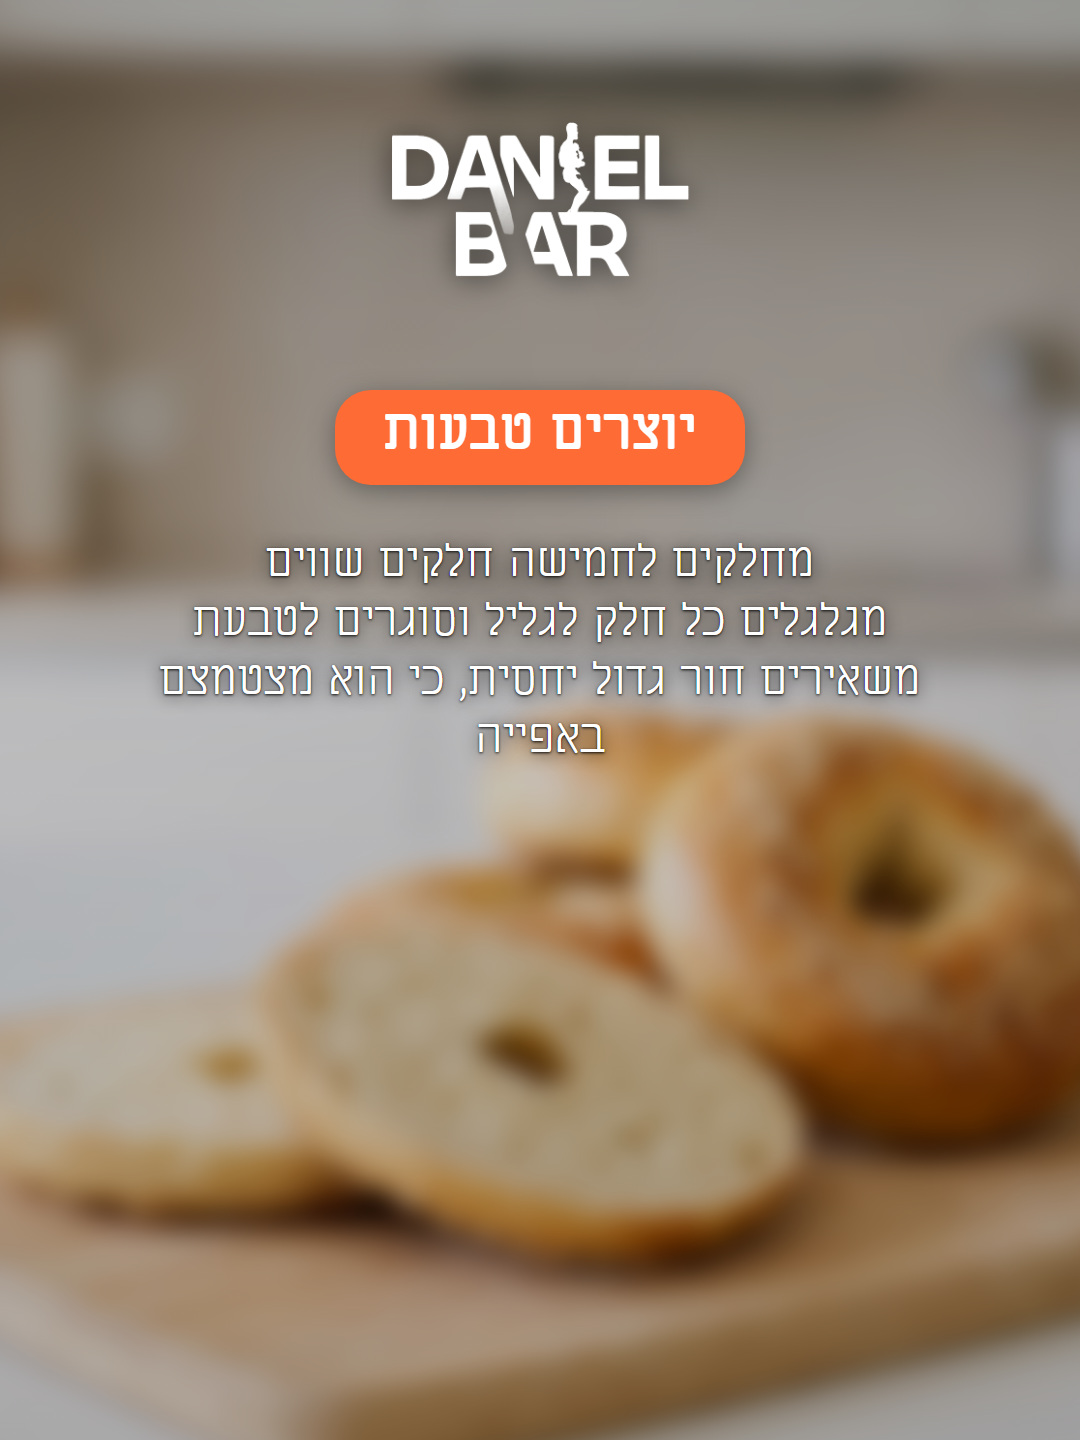 DANIEL
BAR
יוצרים טבעות
מחלקים לחמישה חלקים שווים
מגלגלים כל חלק לגליל וסוגרים לטבעת
משאירים חור גדול יחסית, כי הוא מצטמצם
באפייה